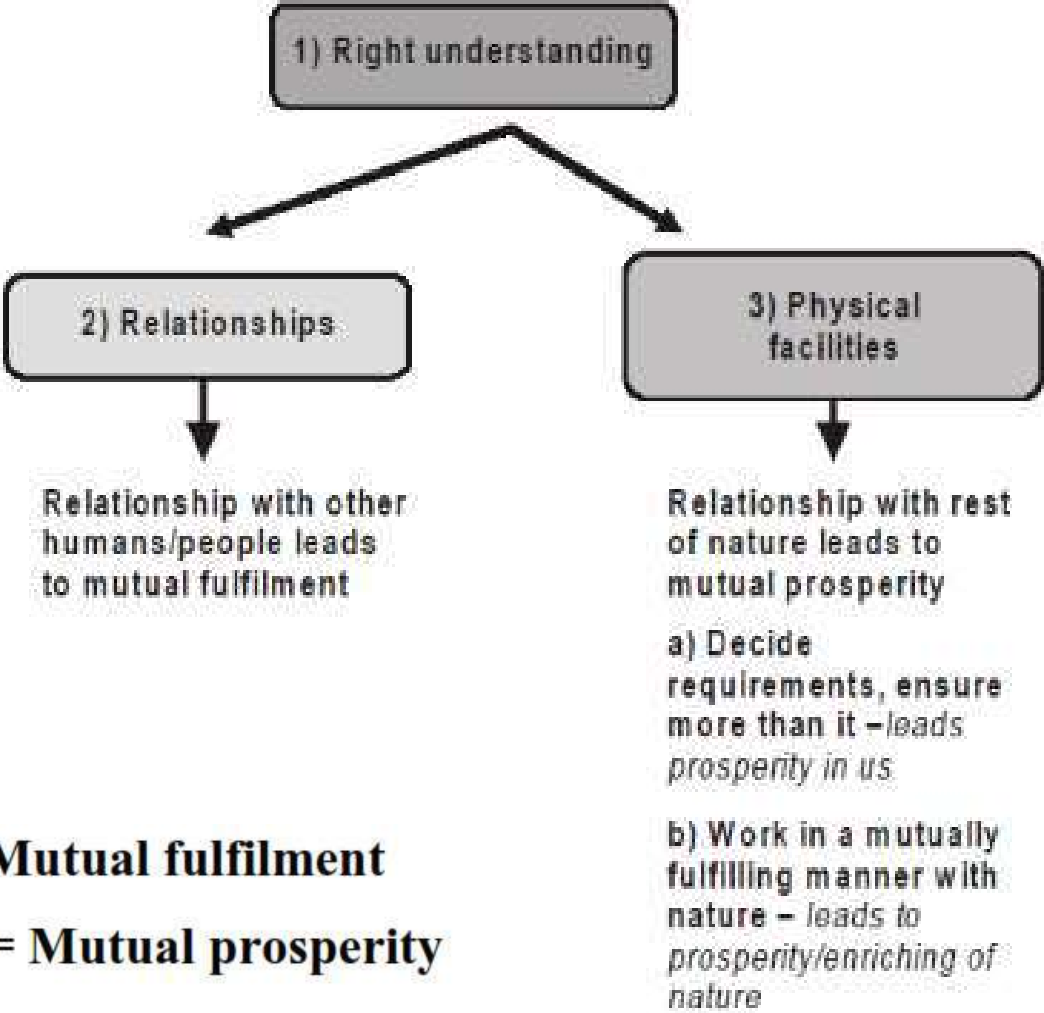 1) Right understanding
2) Relationships
3) Physical
facilities
Relationship with other
humans/people leads
to mutual fulfilment
Relationship with rest
of nature leads to
mutual prosperity
a) Decide
requirements, ensure
more than it –leads
prosperity in us
b) Work in a mutually
fulfilling manner with
nature – leads to
prosperity/enriching of
nature
Mutual fulfilment
= Mutual prosperity